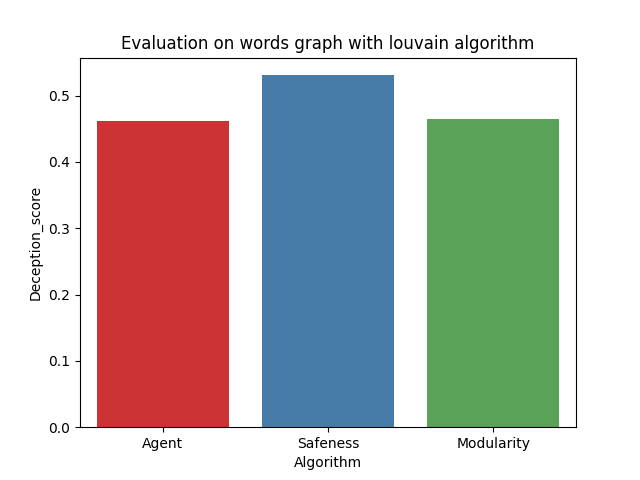 Evaluation on words graph with louvain algorithm
Deception_score
0.5
0.4
0.3
0.2
0.1
0.0
Agent Safeness Modularity
Algorithm